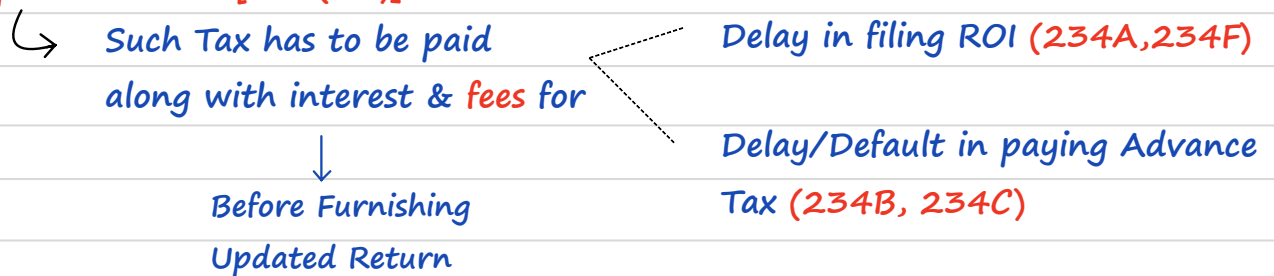 Such Tax has to be paid
along with interest & fees for
Before Furnishing
Updated Return
Delay in filing ROI (234A,234F)
Delay/Default in paying Advance
Tax (234B, 234C)